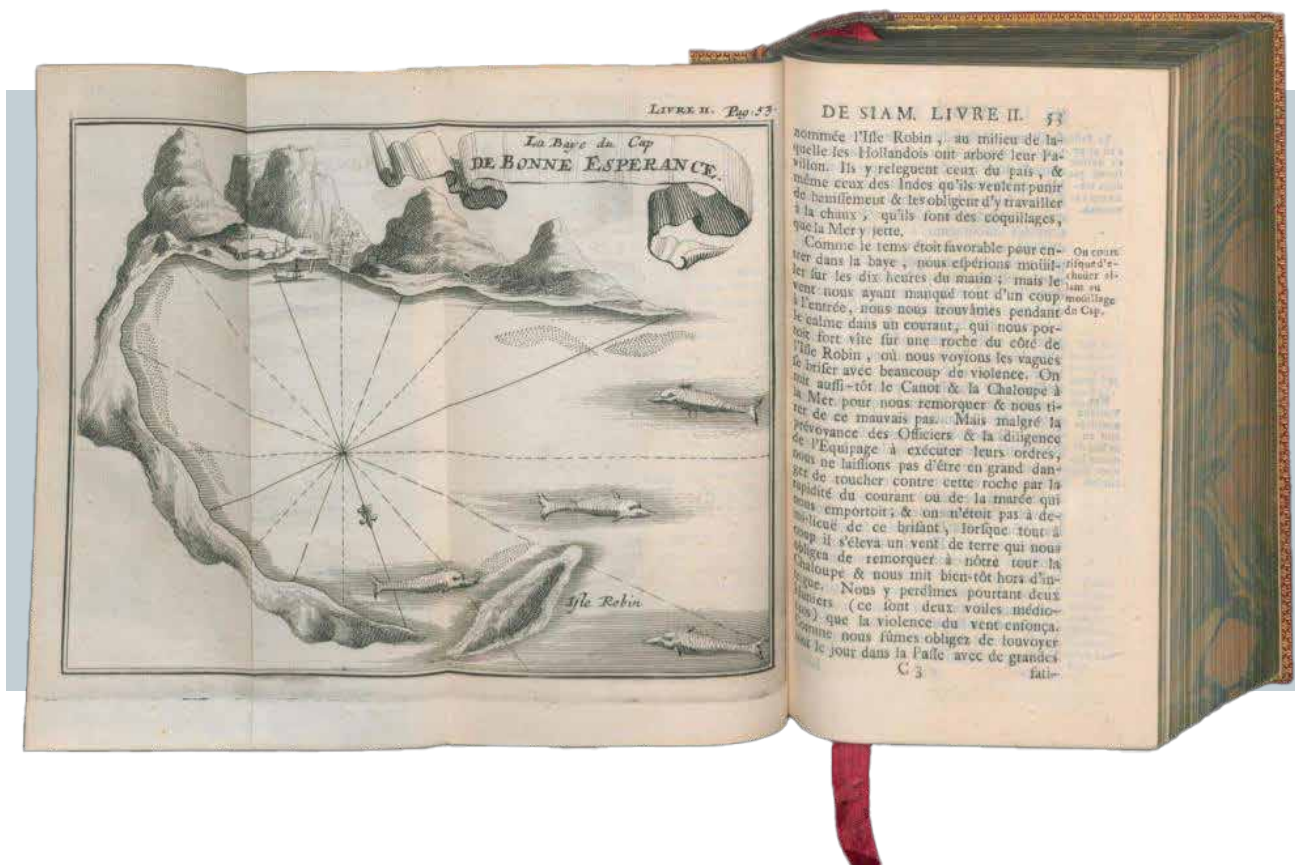 LIVRE II. Pag. 53.
La Baye du Cap
DE BONNE ESPERANCE.
Iſle Robin
DE SIAM. LIVRE II. 53
nommée l'Iſle Robin, au milieu de la-
quelle les Hollandois ont arboré leur Pa-
villon. Ils y releguent ceux du païs, &
même ceux des Indes qu'ils veulent punir
de banniſſement & les obligent d'y travailler
à la chaux, qu'ils font des coquillages,
que la Mer y jette.
Comme le tems étoit favorable pour en-
trer dans la baye, nous eſpérions moüil-
ler ſur les dix heures du matin; mais le
vent nous ayant manqué tout d'un coup
à l'entrée, nous nous trouvâmes pendant
le calme dans un courant, qui nous por-
toit fort vîte ſur une roche du côté de
l'Iſle Robin, où nous voyions les vagues
ſe briſer avec beaucoup de violence. On
mit auſſi-tôt le Canot & la Chaloupe à
la Mer pour nous remorquer & nous ti-
rer de ce mauvais pas. Mais malgré la
prévoyance des Officiers & la diligence
de l'Equipage à exécuter leurs ordres,
nous ne laiſſions pas d'être en grand dan-
ger de toucher contre cette roche par la
rapidité du courant ou de la marée qui
nous emportoit; & on n'étoit pas à de-
mi-lieuë de ce briſant, lorſque tout à
coup il s'éleva un vent de terre qui nous
obligea de remorquer à nôtre tour la
Chaloupe & nous mit bien-tôt hors d'in-
trigue. Nous y perdîmes pourtant deux
Huniers (ce ſont deux voiles médio-
cres) que la violence du vent enfonça.
Comme nous fûmes obligez de louvoyer
tout le jour dans la Paſſe avec de grandes
C 3 fati-
On court
riſque d'é-
choüer al-
lant au
moüillage
du Cap.